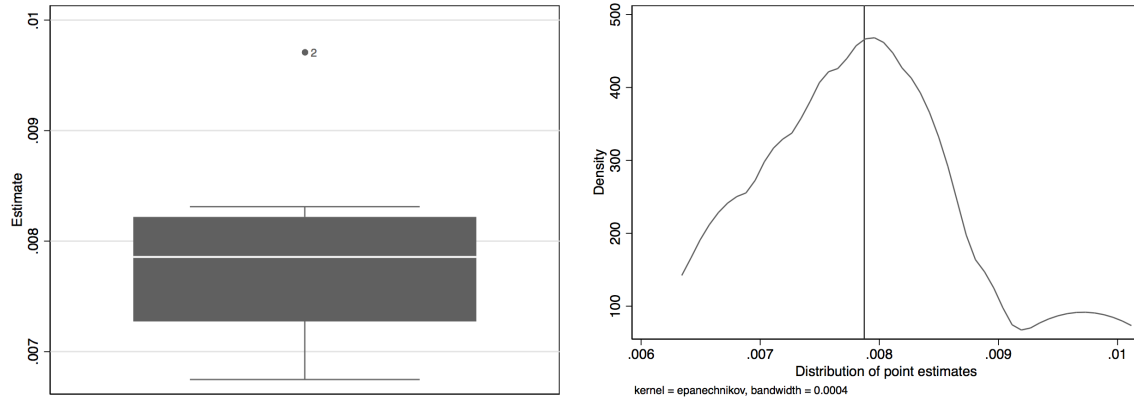 Estimate
.01
.009
.008
.007
2
Density
500
400
300
200
100
.006 .007 .008 .009 .01
Distribution of point estimates
kernel = epanechnikov, bandwidth = 0.0004